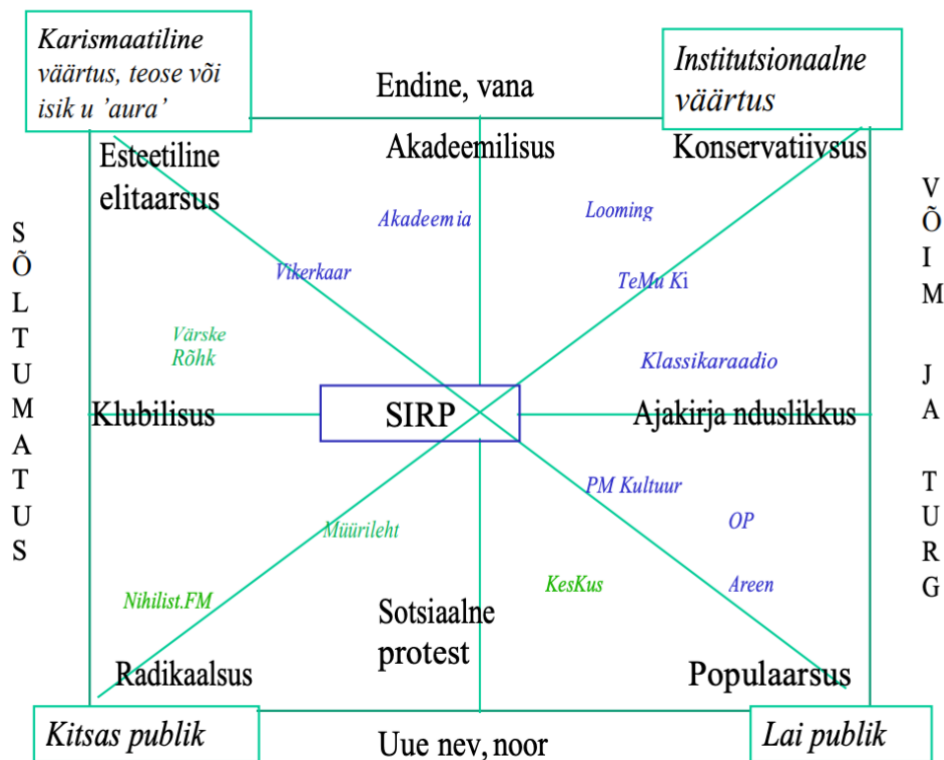 Karismaatiline
väärtus, teose või
isik u 'aura'
Endine, vana
Institutsionaalne
väärtus
Esteetiline
elitaarsus
Akadeemilisus
Konservatiivsus
Akadeemia
Looming
Vikerkaar
TeMu Ki
Värske
Rõhk
Klassikaraadio
SÕLTUMATUS
VÕIM JA TURG
Klubilisus
SIRP
Ajakirja nduslikkus
PM Kultuur
Müürileht
OP
Nihilist.FM
KesKus
Areen
Sotsiaalne
protest
Radikaalsus
Populaarsus
Kitsas publik
Uue nev, noor
Lai publik